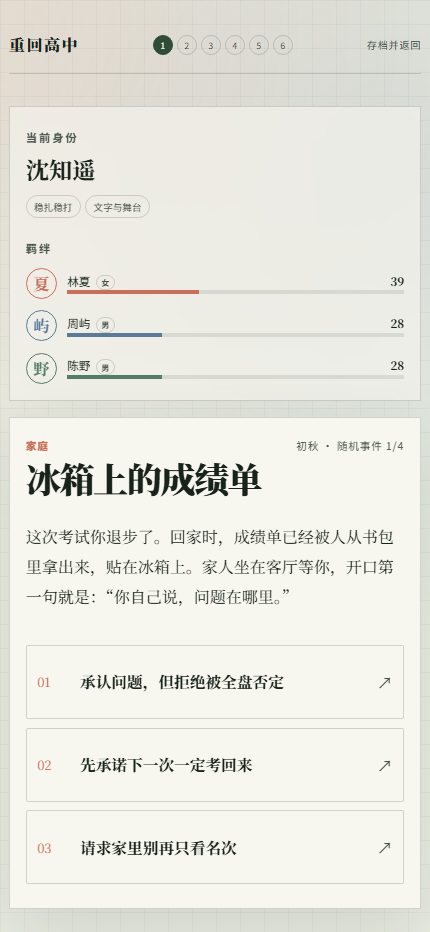 重回高中
1 2 3 4 5 6
存档并返回
当前身份
沈知遥
稳扎稳打 文字与舞台
羁绊
夏 林夏 女 39
屿 周屿 男 28
野 陈野 男 28
家庭 初秋 · 随机事件 1/4
冰箱上的成绩单
这次考试你退步了。回家时，成绩单已经被人从书包
里拿出来，贴在冰箱上。家人坐在客厅等你，开口第
一句就是：“你自己说，问题在哪里。”
01 承认问题，但拒绝被全盘否定 ↗
02 先承诺下一次一定考回来 ↗
03 请求家里别再只看名次 ↗